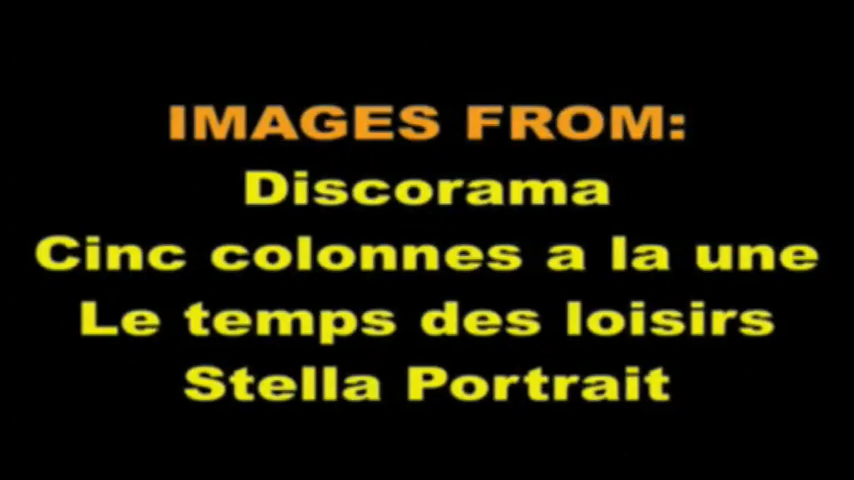 IMAGES FROM:
Discorama
Cinc colonnes a la une
Le temps des loisirs
Stella Portrait